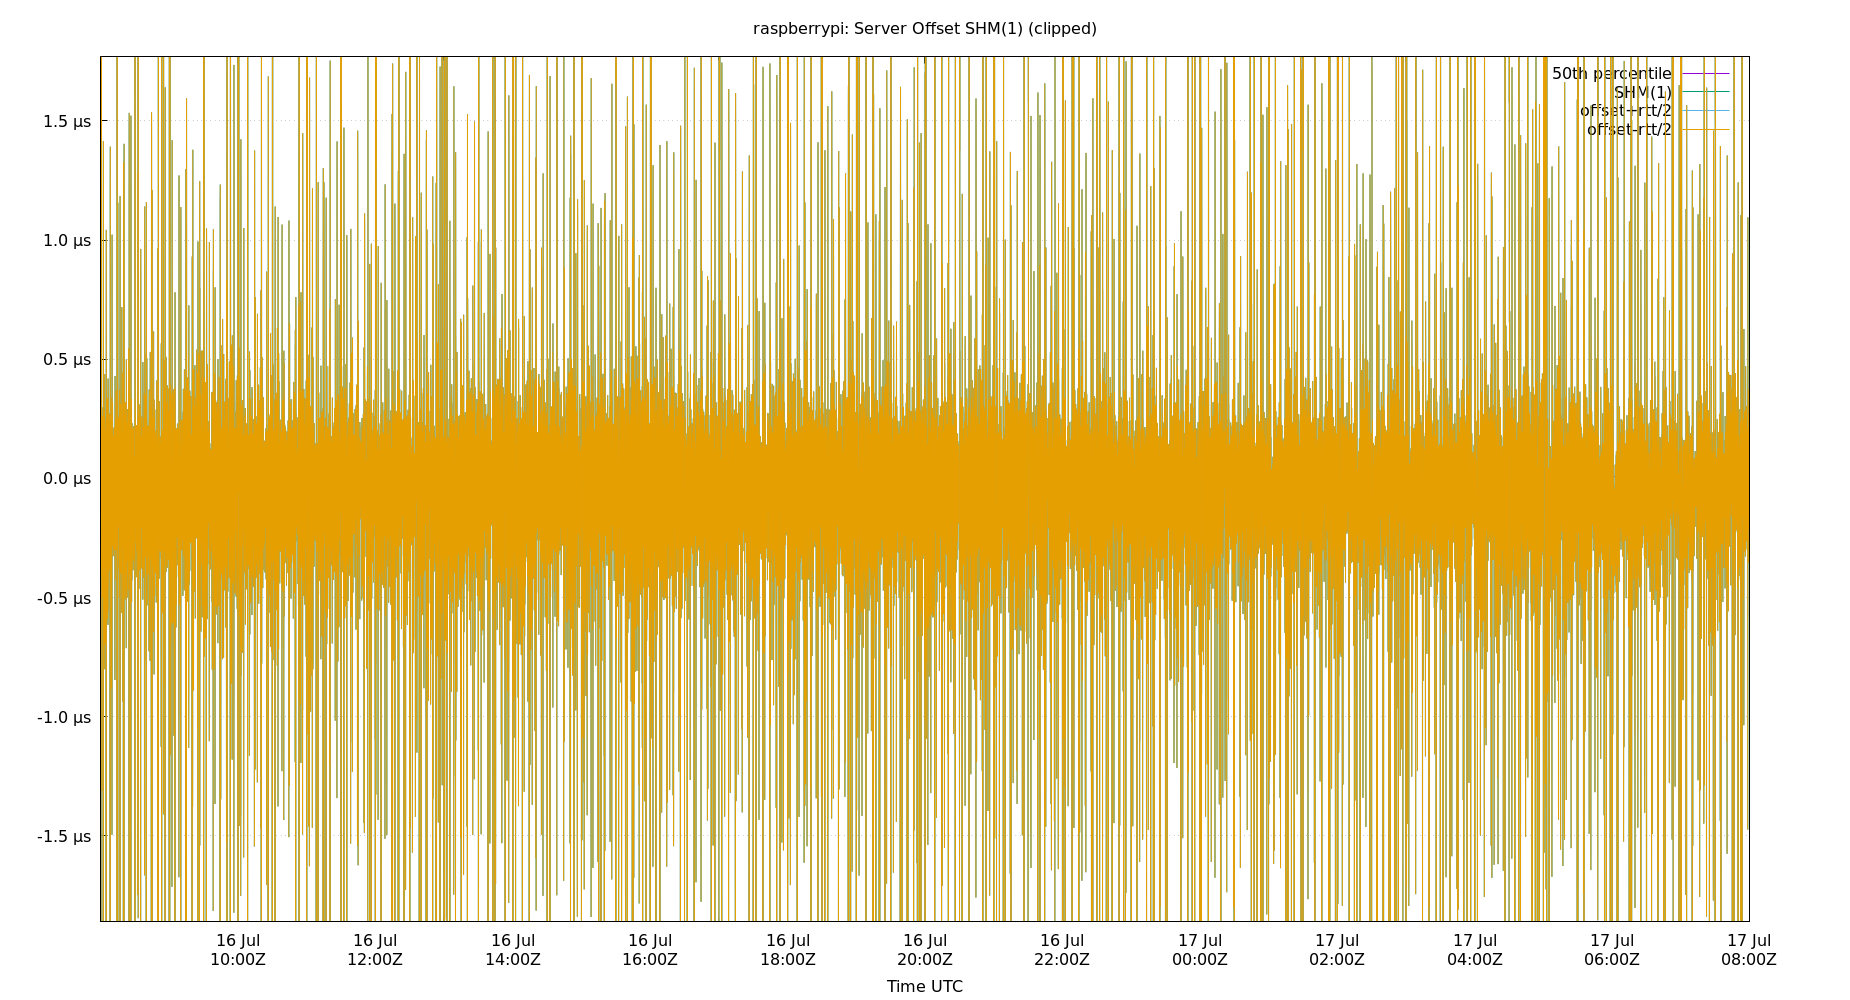 raspberrypi: Server Offset SHM(1) (clipped)
50th percentile
SHM(1)
offset+rtt/2
offset-rtt/2
1.5 µs
1.0 µs
0.5 µs
0.0 µs
-0.5 µs
-1.0 µs
-1.5 µs
16 Jul 16 Jul 16 Jul 16 Jul 16 Jul 16 Jul 16 Jul 17 Jul 17 Jul 17 Jul 17 Jul 17 Jul
10:00Z 12:00Z 14:00Z 16:00Z 18:00Z 20:00Z 22:00Z 00:00Z 02:00Z 04:00Z 06:00Z 08:00Z
Time UTC